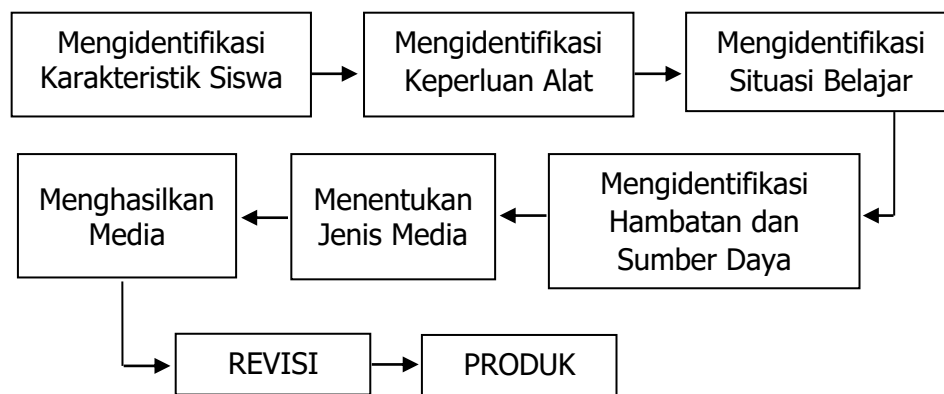 Mengidentifikasi
Karakteristik Siswa
Mengidentifikasi
Keperluan Alat
Mengidentifikasi
Situasi Belajar
Mengidentifikasi
Hambatan dan
Sumber Daya
Menentukan
Jenis Media
Menghasilkan
Media
REVISI
PRODUK